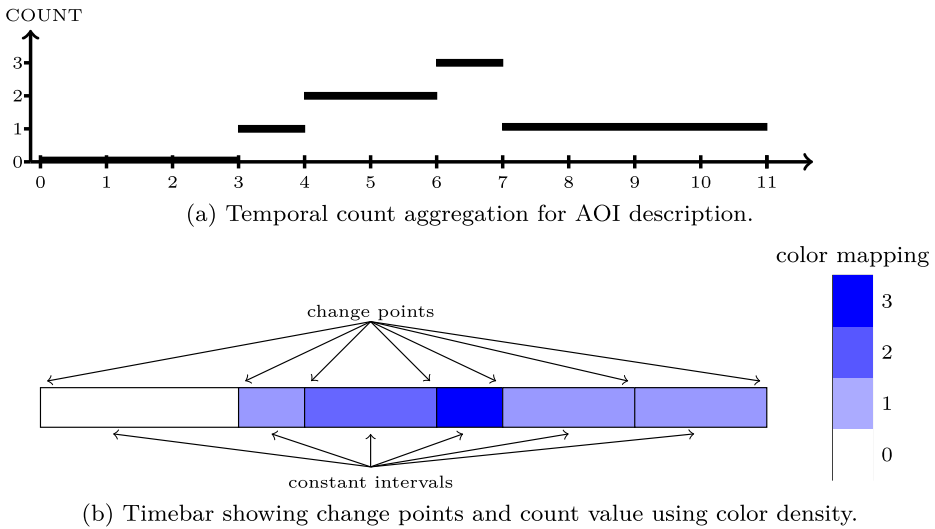 COUNT
3
2
1
0
0 1 2 3 4 5 6 7 8 9 10 11
(a) Temporal count aggregation for AOI description.
color mapping
3
2
1
0
change points
constant intervals
(b) Timebar showing change points and count value using color density.